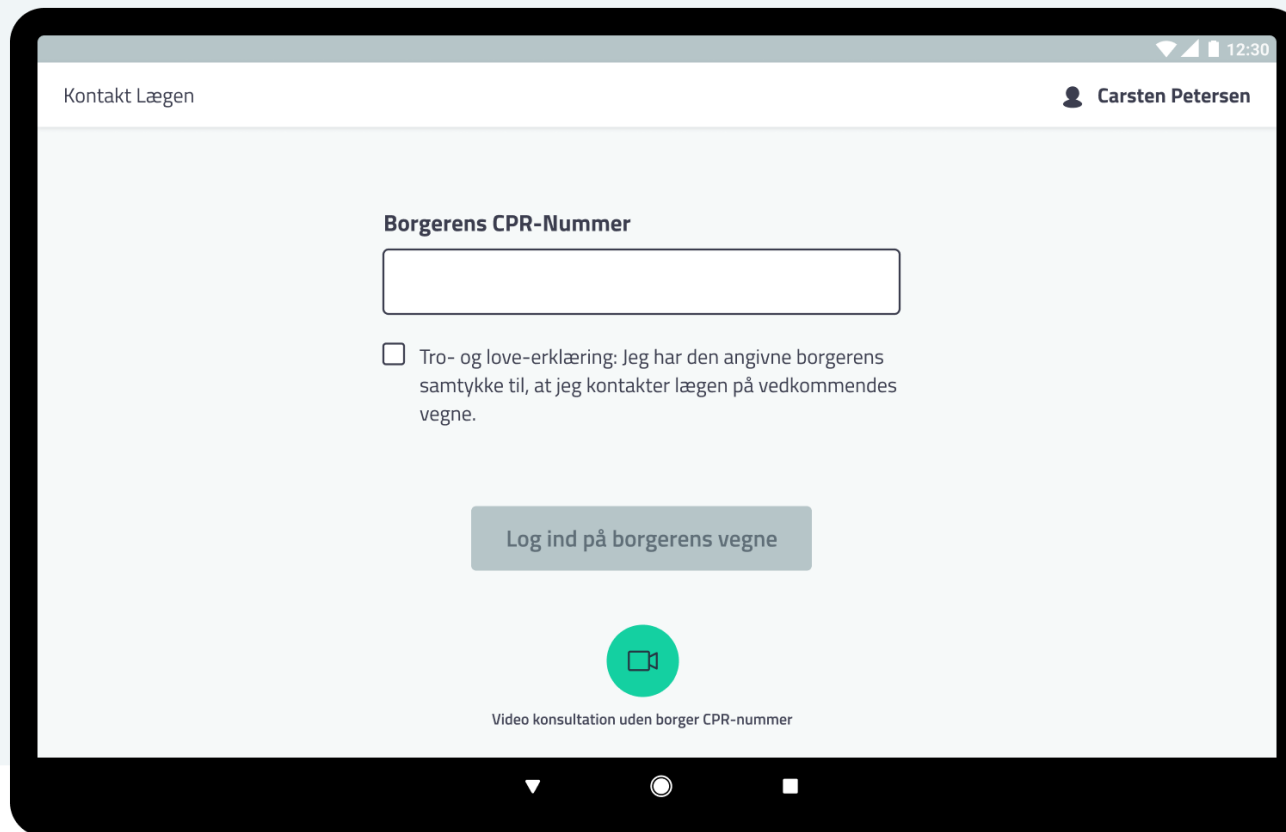 12:30
Kontakt Lægen
Carsten Petersen
Borgerens CPR-Nummer
Tro- og love-erklæring: Jeg har den angivne borgerens
samtykke til, at jeg kontakter lægen på vedkommendes
vegne.
Log ind på borgerens vegne
Video konsultation uden borger CPR-nummer